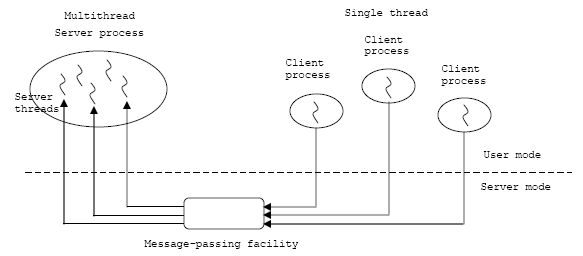 Multithread
Server process
Single thread
Client
process
Client
process
Client
process
Server
threads
User mode
Server mode
Message-passing facility